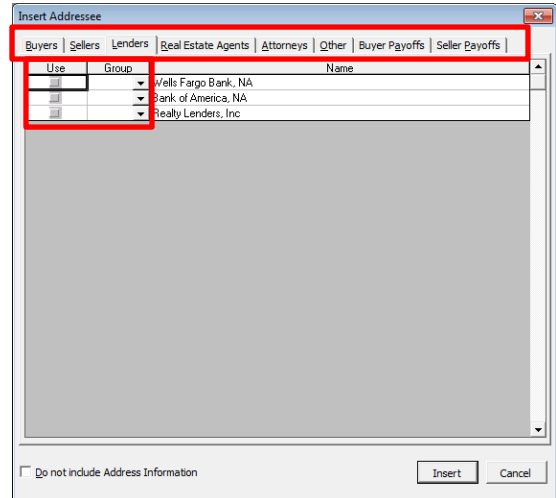 Insert Addressee
Buyers Sellers Lenders Real Estate Agents Attorneys Other Buyer Payoffs Seller Payoffs
Use Group Name
Wells Fargo Bank, NA
Bank of America, NA
Realty Lenders, Inc
Do not include Address Information Insert Cancel